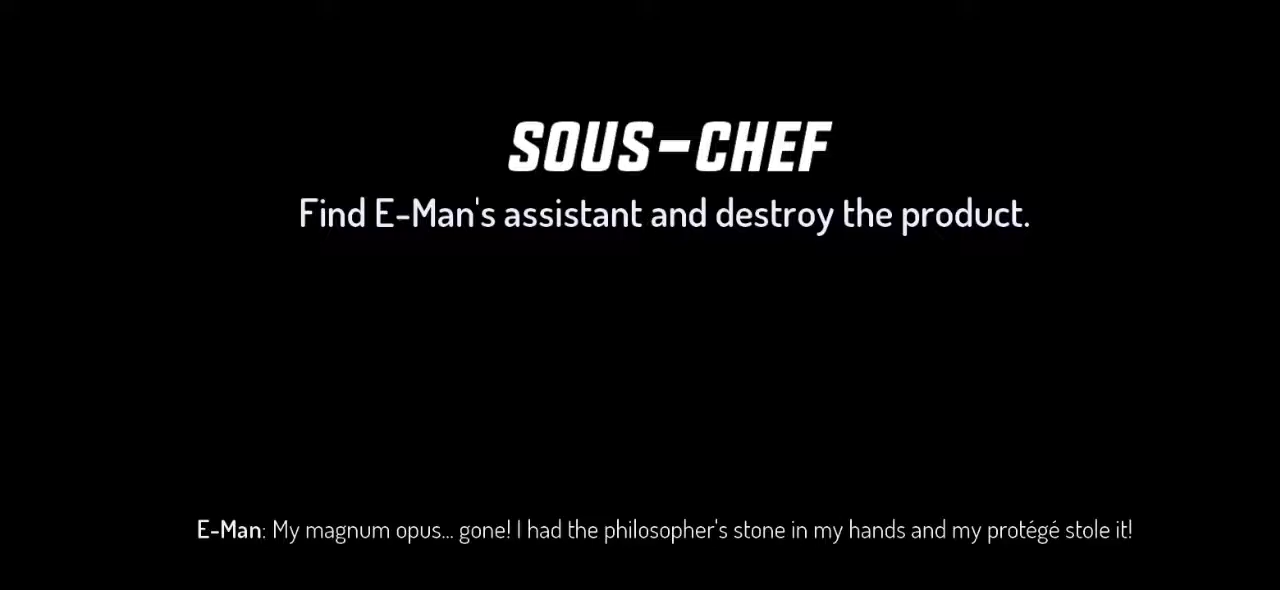 SOUS-CHEF
Find E-Man's assistant and destroy the product.
E-Man: My magnum opus... gone! I had the philosopher's stone in my hands and my protégé stole it!